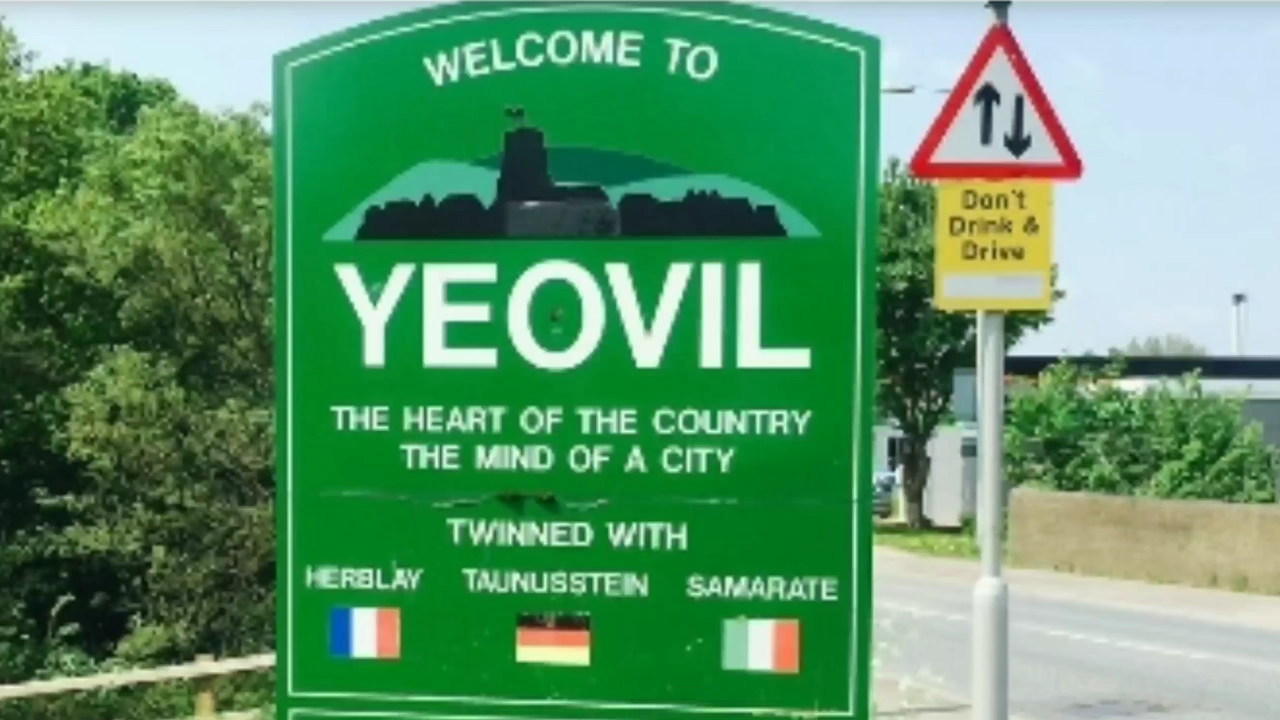 WELCOME TO
YEOVIL
THE HEART OF THE COUNTRY
THE MIND OF A CITY
TWINNED WITH
HERBLAY TAUNUSSTEIN SAMARATE
Don't
Drink &
Drive